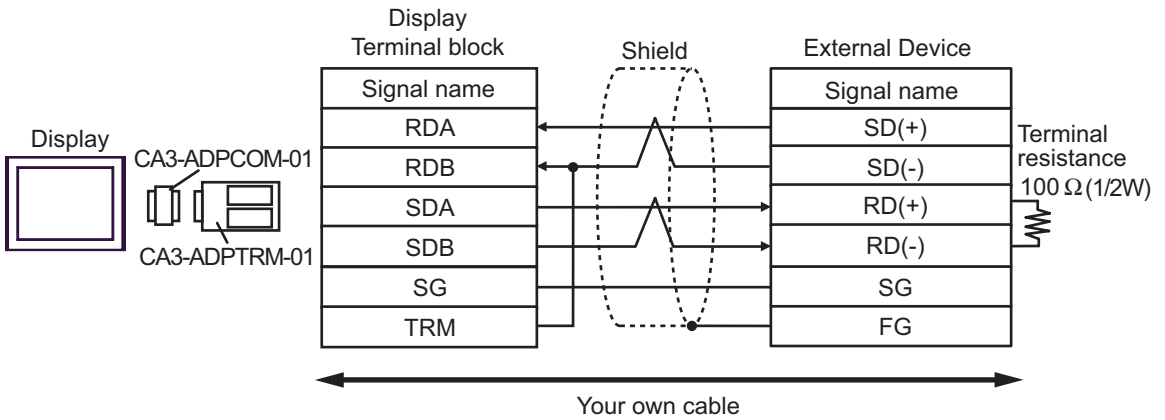 Display
Terminal block
Shield
External Device
Signal name
Signal name
RDA
SD(+)
RDB
SD(-)
SDA
RD(+)
SDB
RD(-)
SG
SG
TRM
FG
Display
CA3-ADPCOM-01
CA3-ADPTRM-01
Terminal
resistance
100 Ω (1/2W)
Your own cable